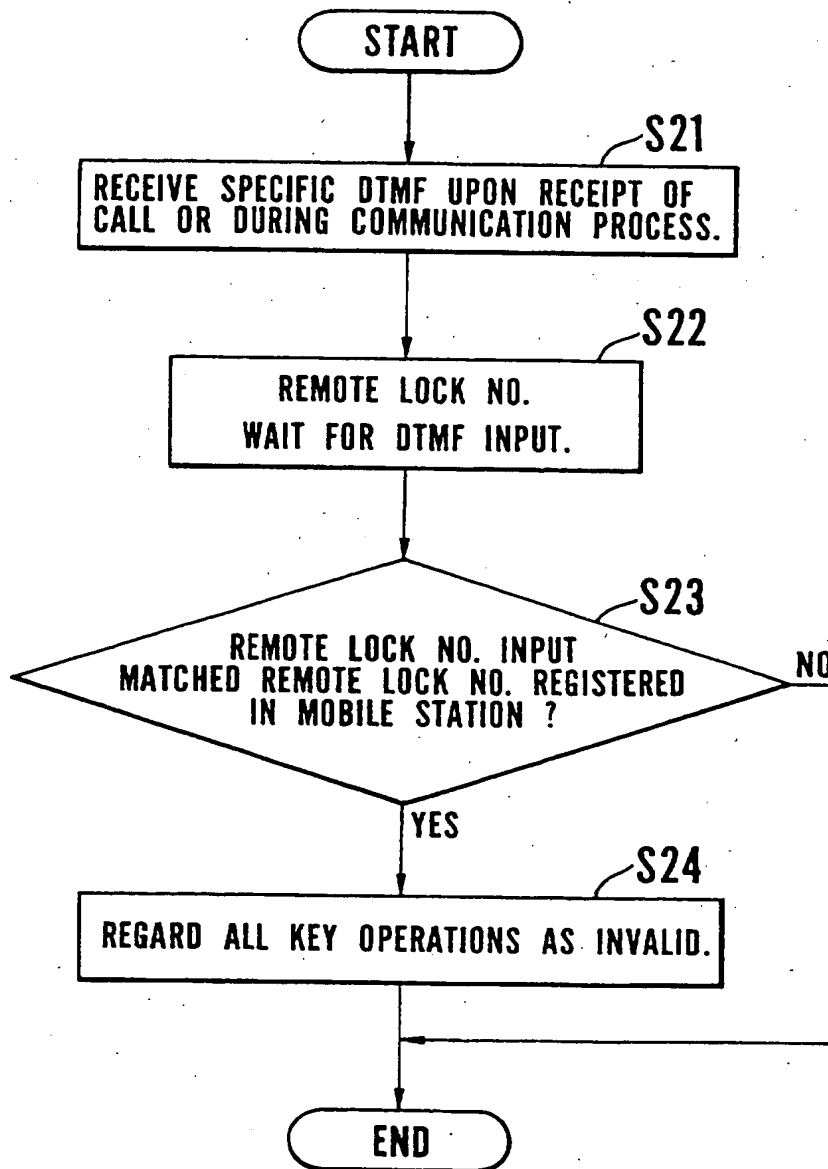 START
S21
RECEIVE SPECIFIC DTMF UPON RECEIPT OF
CALL OR DURING COMMUNICATION PROCESS.
S22
REMOTE LOCK NO.
WAIT FOR DTMF INPUT.
S23
REMOTE LOCK NO. INPUT
MATCHED REMOTE LOCK NO. REGISTERED
IN MOBILE STATION ?
NO
YES
S24
REGARD ALL KEY OPERATIONS AS INVALID.
END